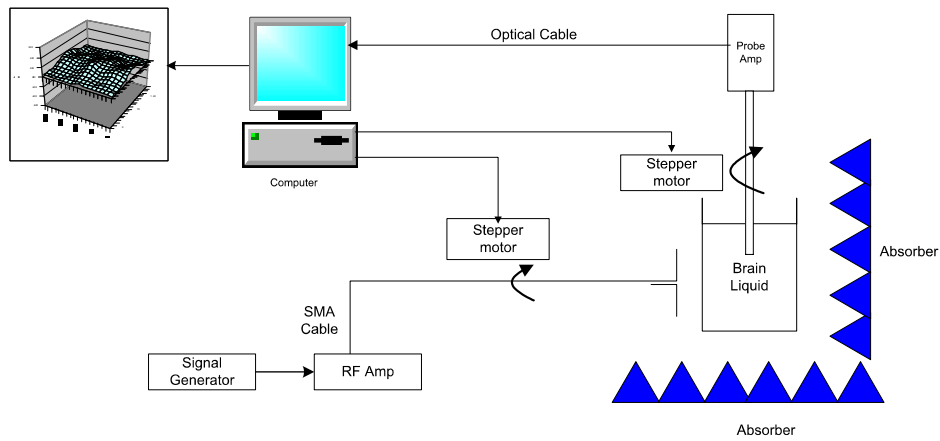 Optical Cable
Probe
Amp
Computer
Stepper
motor
Stepper
motor
Brain
Liquid
Absorber
SMA
Cable
Signal
Generator
RF Amp
Absorber